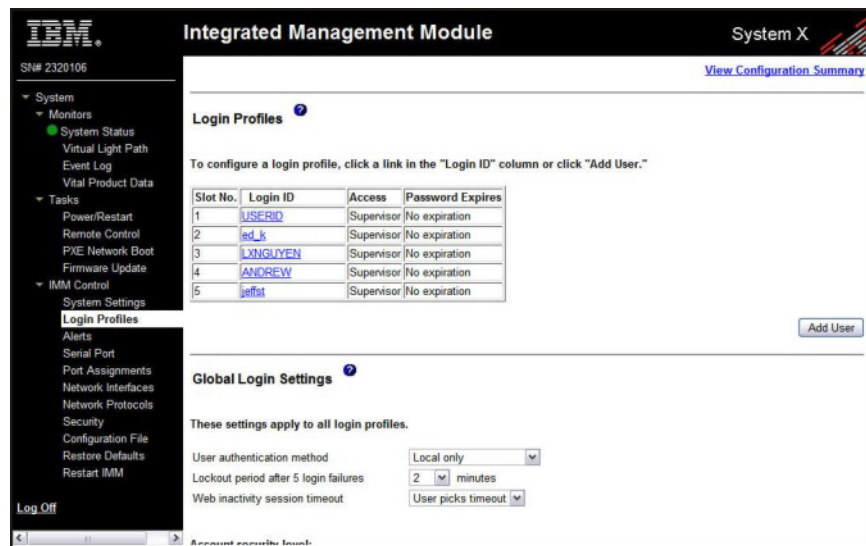 IBM.
Integrated Management Module
System X
SN# 2320106
View Configuration Summary
System
Monitors
System Status
Virtual Light Path
Event Log
Vital Product Data
Tasks
Power/Restart
Remote Control
PXE Network Boot
Firmware Update
IMM Control
System Settings
Login Profiles
Alerts
Serial Port
Port Assignments
Network Interfaces
Network Protocols
Security
Configuration File
Restore Defaults
Restart IMM
Log Off
Login Profiles ?
To configure a login profile, click a link in the "Login ID" column or click "Add User."
Slot No. Login ID Access Password Expires
1 USERID Supervisor No expiration
2 ed_k Supervisor No expiration
3 LXNGUYEN Supervisor No expiration
4 ANDREW Supervisor No expiration
5 jeffst Supervisor No expiration
Add User
Global Login Settings ?
These settings apply to all login profiles.
User authentication method Local only
Lockout period after 5 login failures 2 minutes
Web inactivity session timeout User picks timeout
Account security level: